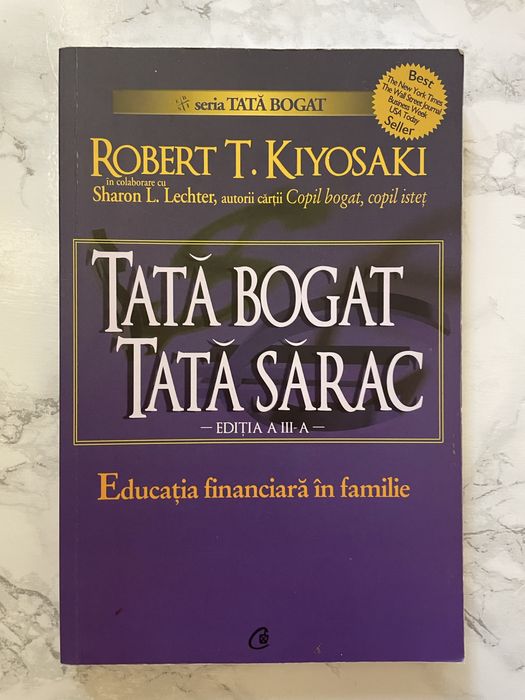 seria TATĂ BOGAT
Best
The New York Times
The Wall Street Journal
Business Week
USA Today
Seller
ROBERT T. KIYOSAKI
în colaborare cu
Sharon L. Lechter, autorii cărții Copil bogat, copil isteț
TATĂ BOGAT
TATĂ SĂRAC
— EDIȚIA A III-A —
Educația financiară în familie